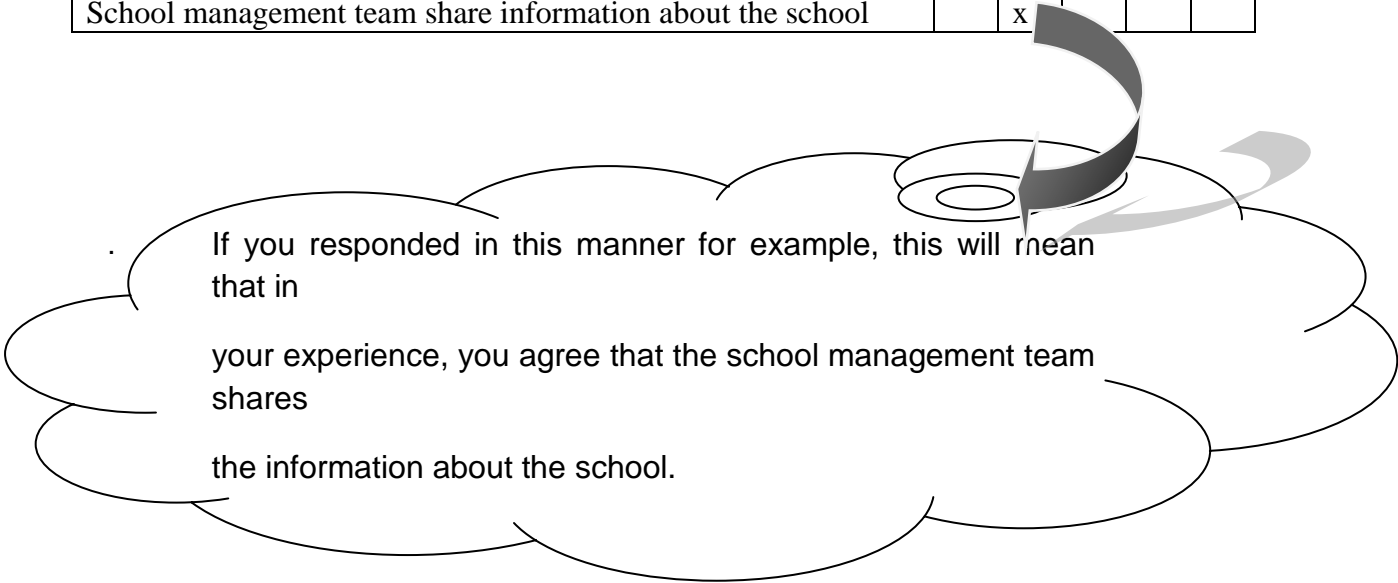 School management team share information about the school x
. If you responded in this manner for example, this will mean
that in
your experience, you agree that the school management team
shares
the information about the school.